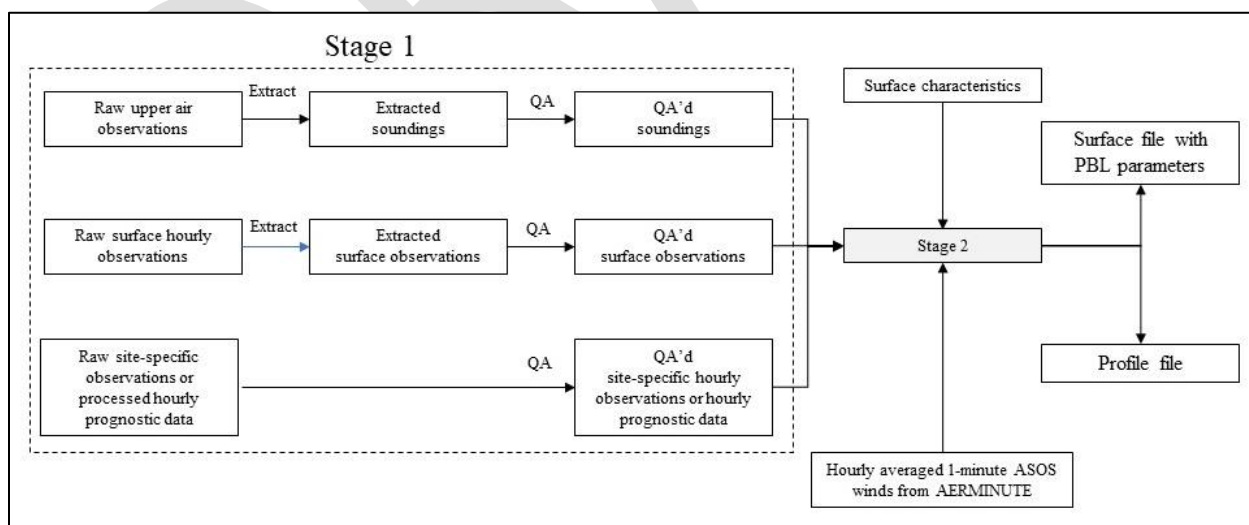 Stage 1
Raw upper air
observations
Extract
Extracted
soundings
QA
QA'd
soundings
Raw surface hourly
observations
Extract
Extracted
surface observations
QA
QA'd
surface observations
Raw site-specific
observations or
processed hourly
prognostic data
QA
QA'd
site-specific hourly
observations or hourly
prognostic data
Surface characteristics
Stage 2
Hourly averaged 1-minute ASOS
winds from AERMINUTE
Surface file with
PBL parameters
Profile file